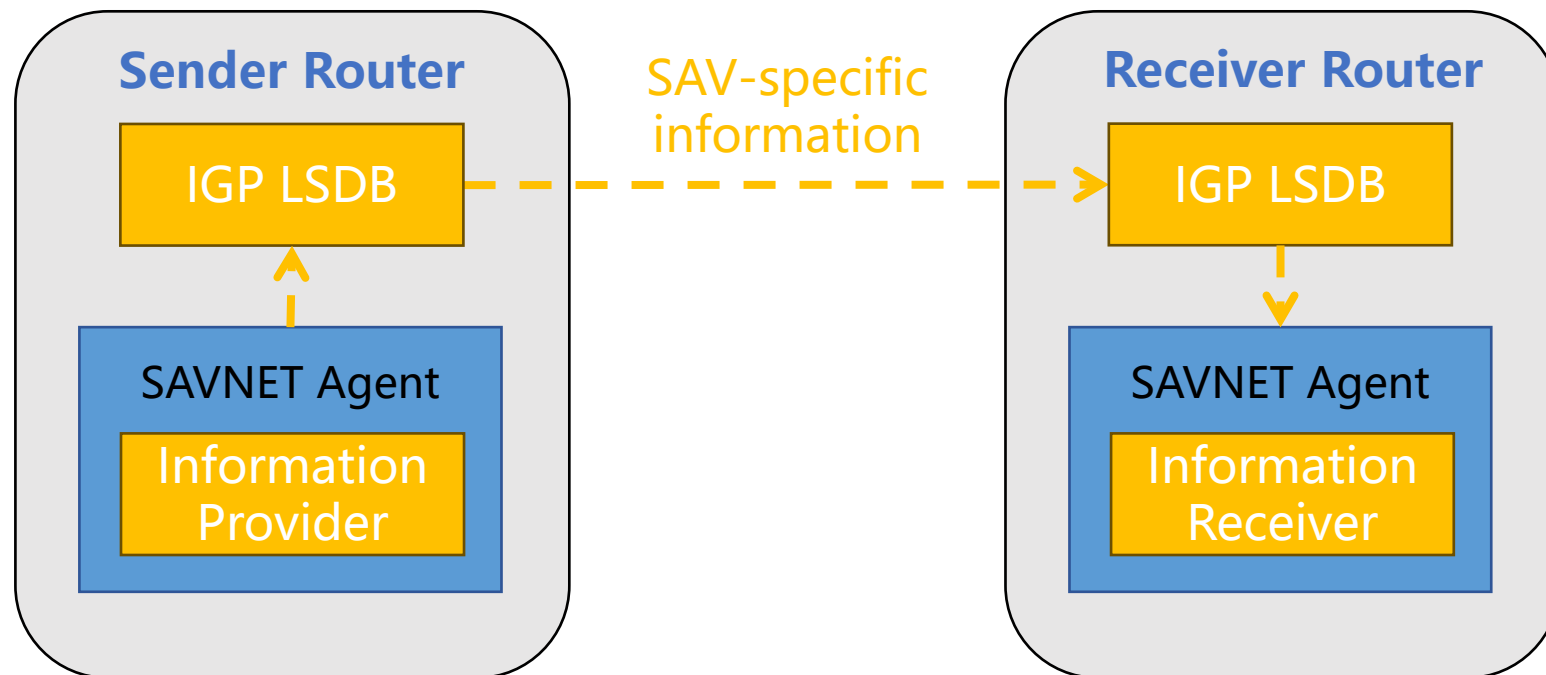 Sender Router
IGP LSDB
SAVNET Agent
Information
Provider
SAV-specific
information
Receiver Router
IGP LSDB
SAVNET Agent
Information
Receiver